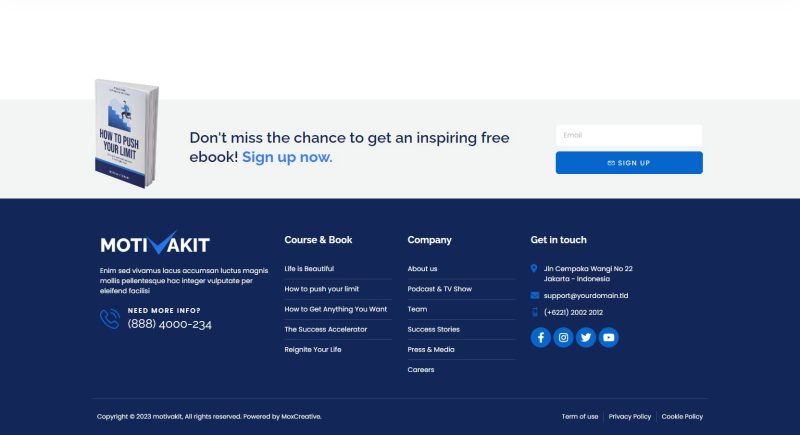 HOW TO PUSH
YOUR LIMIT
Don't miss the chance to get an inspiring free
ebook! Sign up now.
Email
SIGN UP
MOTIVAKIT
Enim sed vivamus lacus accumsan luctus magnis
mollis pellentesque hac integer vulputate per
eleifend facilisi
NEED MORE INFO?
(888) 4000-234
Course & Book
Life is Beautiful
How to push your limit
How to Get Anything You Want
The Success Accelerator
Reignite Your Life
Company
About us
Podcast & TV Show
Team
Success Stories
Press & Media
Careers
Get in touch
Jln Cempaka Wangi No 22
Jakarta - Indonesia
support@yourdomain.tld
(+6221) 2002 2012
Copyright © 2023 motivakit, All rights reserved. Powered by MoxCreative.
Term of use
Privacy Policy
Cookie Policy